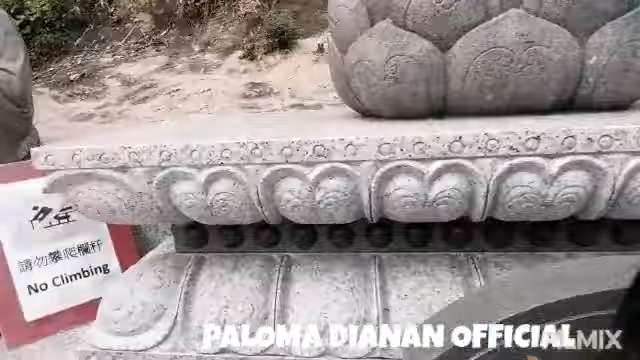 請勿攀爬欄杆
No Climbing
PALOMA DIANAN OFFICIAL